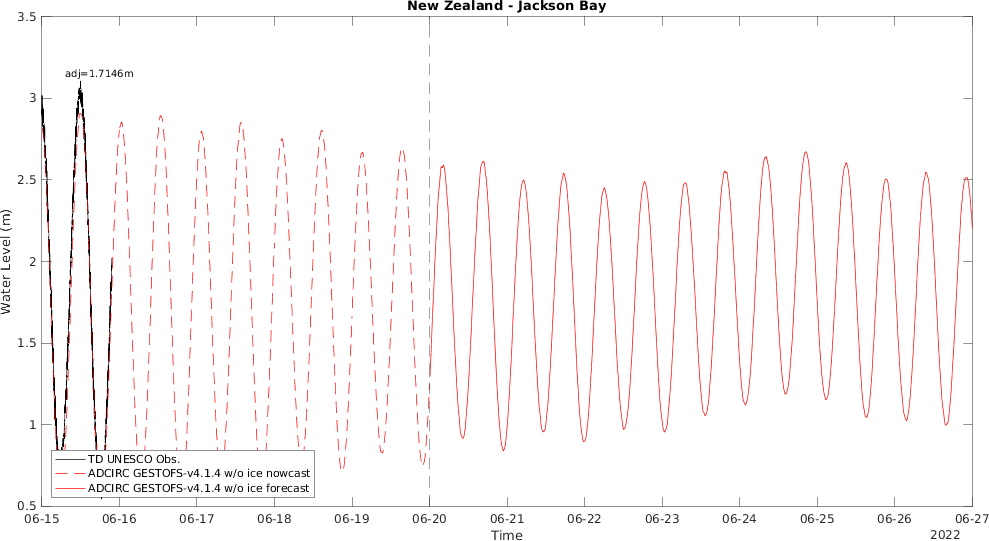 New Zealand - Jackson Bay
3.5
adj=1.7146m
3
2.5
2
1.5
1
0.5
Water Level (m)
TD UNESCO Obs.
ADCIRC GESTOFS-v4.1.4 w/o ice nowcast
ADCIRC GESTOFS-v4.1.4 w/o ice forecast
06-15 06-16 06-17 06-18 06-19 06-20 06-21 06-22 06-23 06-24 06-25 06-26 06-27
Time
2022